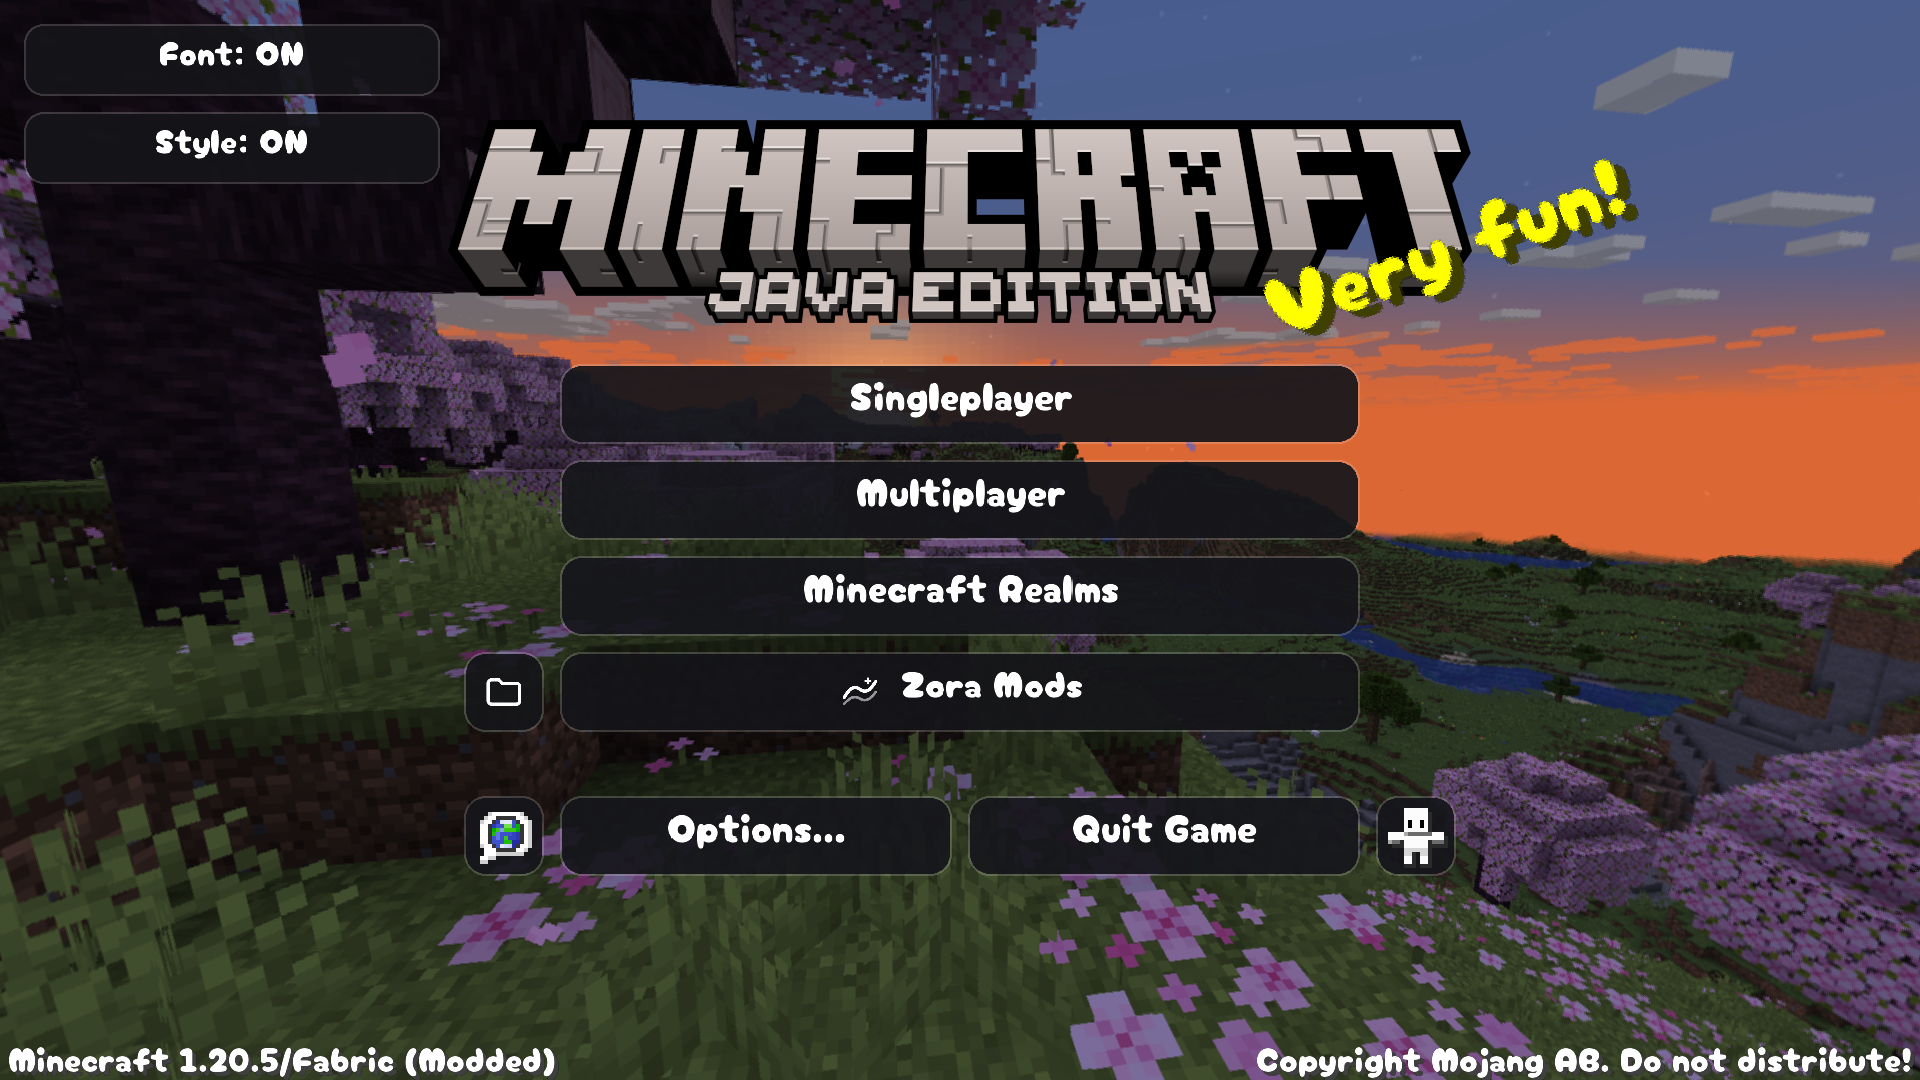 Font: ON
Style: ON
MINECRAFT
JAVA EDITION
Very fun!
Singleplayer
Multiplayer
Minecraft Realms
Zora Mods
Options...
Quit Game
Minecraft 1.20.5/Fabric (Modded)
Copyright Mojang AB. Do not distribute!